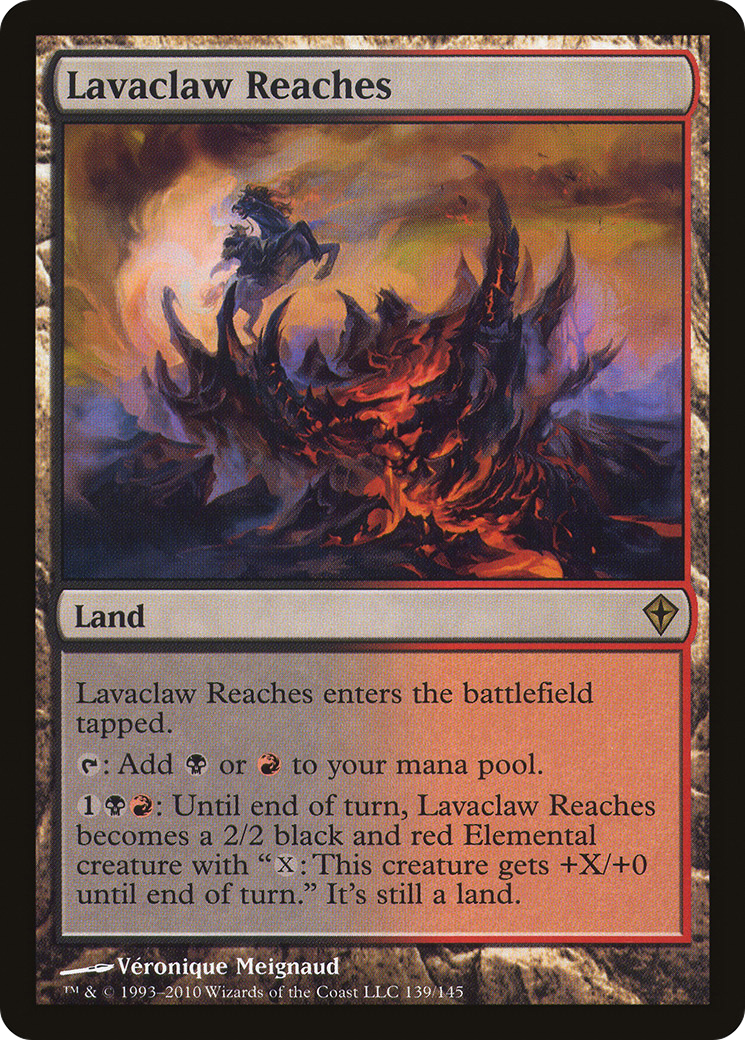 Lavaclaw Reaches
Land
Lavaclaw Reaches enters the battlefield
tapped.
: Add or to your mana pool.
1: Until end of turn, Lavaclaw Reaches
becomes a 2/2 black and red Elemental
creature with “X: This creature gets +X/+0
until end of turn.” It’s still a land.
Véronique Meignaud
™ & © 1993–2010 Wizards of the Coast LLC 139/145